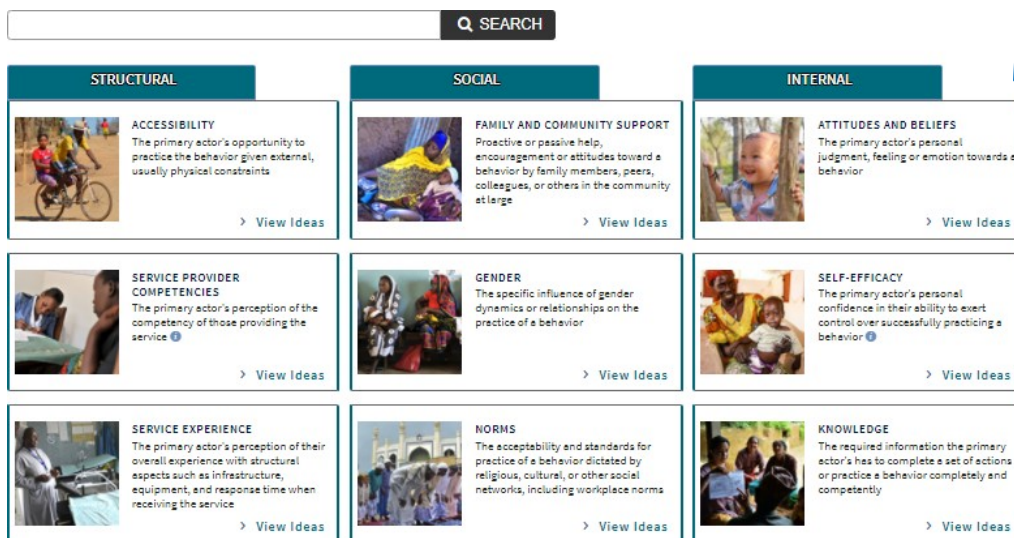 SEARCH
STRUCTURAL
ACCESSIBILITY
The primary actor's opportunity to
practice the behavior given external,
usually physical constraints
> View Ideas
SERVICE PROVIDER
COMPETENCIES
The primary actor's perception of the
competency of those providing the
service i
> View Ideas
SERVICE EXPERIENCE
The primary actor's perception of their
overall experience with structural
aspects such as infrastructure,
equipment, and response time when
receiving the service
> View Ideas
SOCIAL
FAMILY AND COMMUNITY SUPPORT
Proactive or passive help,
encouragement or attitudes toward a
behavior by family members, peers,
colleagues, or others in the community
at large
> View Ideas
GENDER
The specific influence of gender
dynamics or relationships on the
practice of a behavior
> View Ideas
NORMS
The acceptability and standards for
practice of a behavior dictated by
religious, cultural, or other social
networks, including workplace norms
> View Ideas
INTERNAL
ATTITUDES AND BELIEFS
The primary actor's personal
judgment, feeling or emotion towards a
behavior
> View Ideas
SELF-EFFICACY
The primary actor's personal
confidence in their ability to exert
control over successfully practicing a
behavior i
> View Ideas
KNOWLEDGE
The required information the primary
actor's has to complete a set of actions
or practice a behavior completely and
competently
> View Ideas